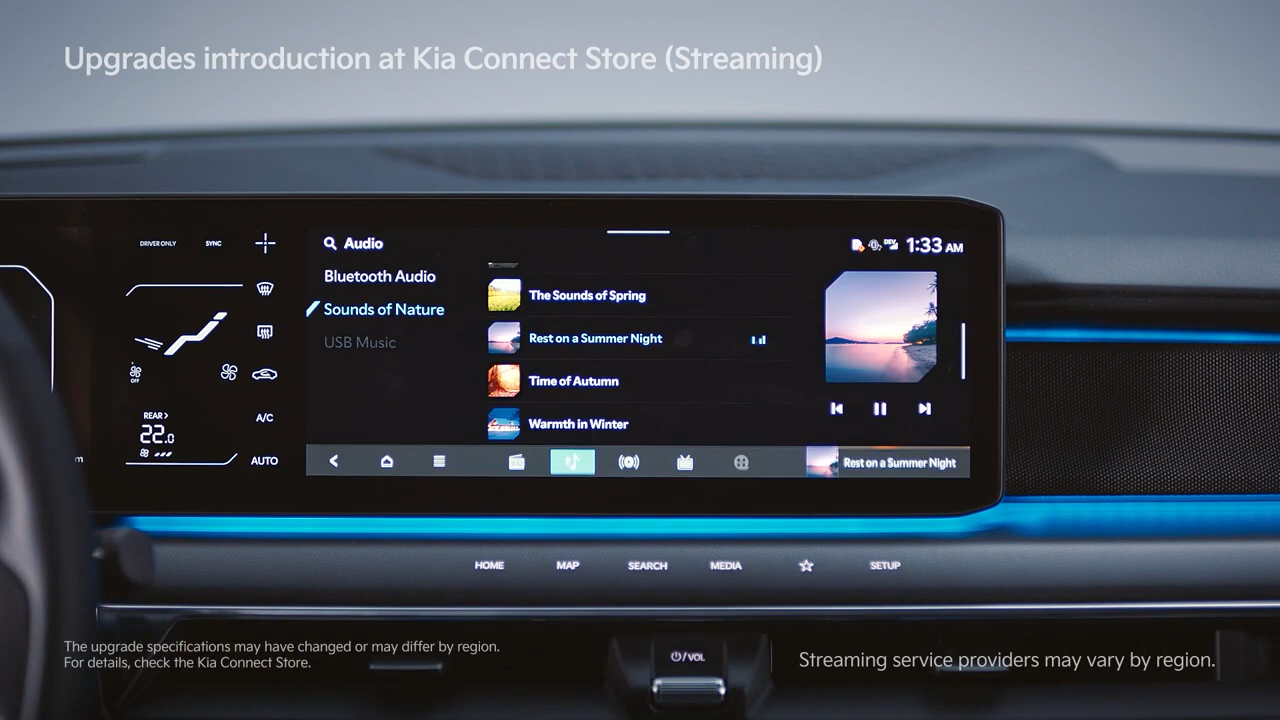 Upgrades introduction at Kia Connect Store (Streaming)
DRIVER ONLY
SYNC
Audio
1:33 AM
Bluetooth Audio
Sounds of Nature
USB Music
The Sounds of Spring
Rest on a Summer Night
Time of Autumn
Warmth in Winter
OFF
REAR >
22.0
A/C
AUTO
m
Rest on a Summer Night
HOME
MAP
SEARCH
MEDIA
SETUP
/ VOL
The upgrade specifications may have changed or may differ by region.
For details, check the Kia Connect Store.
Streaming service providers may vary by region.